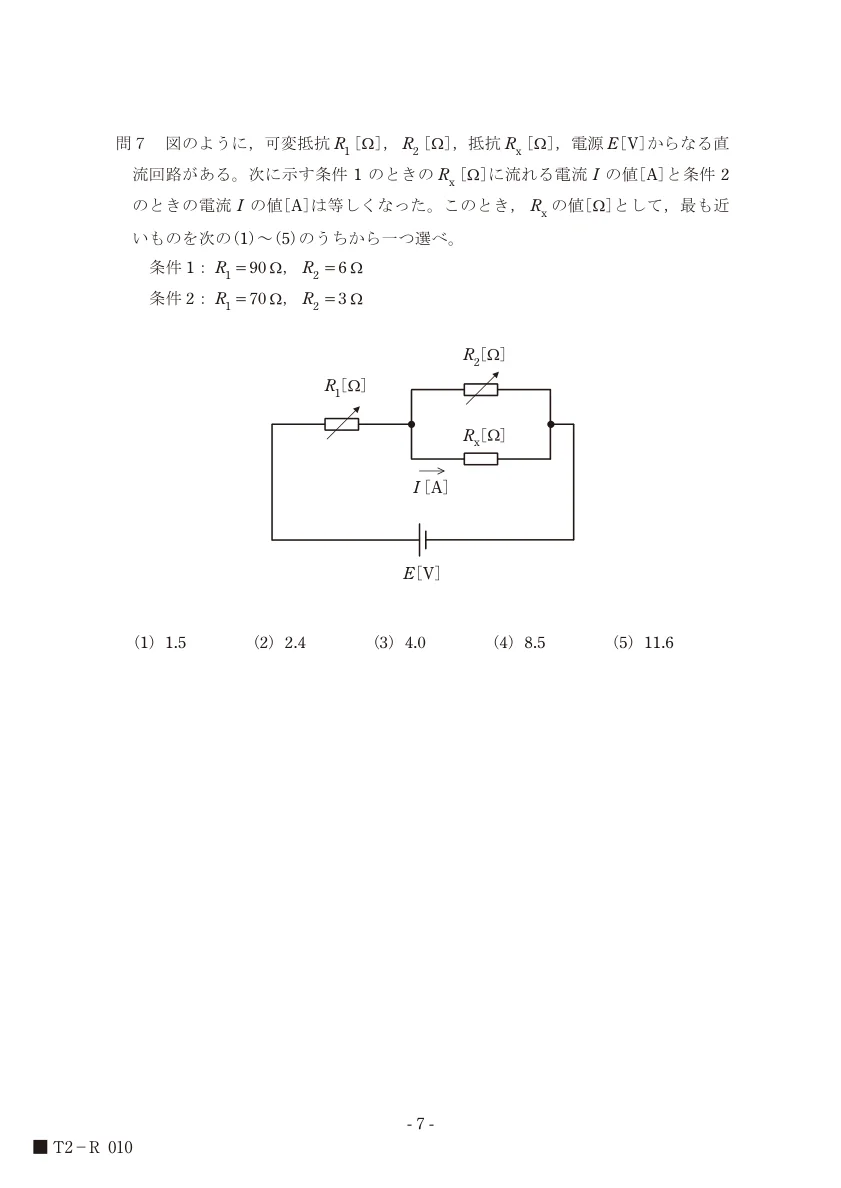 問7　図のように，可変抵抗 R1 [Ω]， R2 [Ω]，抵抗 Rx [Ω]，電源 E[V]からなる直
流回路がある。次に示す条件 1 のときの Rx [Ω]に流れる電流 I の値[A]と条件 2
のときの電流 I の値[A]は等しくなった。このとき， Rx の値[Ω]として，最も近
いものを次の(1)～(5)のうちから一つ選べ。
条件 1：R1＝90 Ω， R2＝6 Ω
条件 2：R1＝70 Ω， R2＝3 Ω
R2[Ω]
R1[Ω]
Rx[Ω]
I [A]
E[V]
(1) 1.5 (2) 2.4 (3) 4.0 (4) 8.5 (5) 11.6
- 7 -
■ T2－R 010